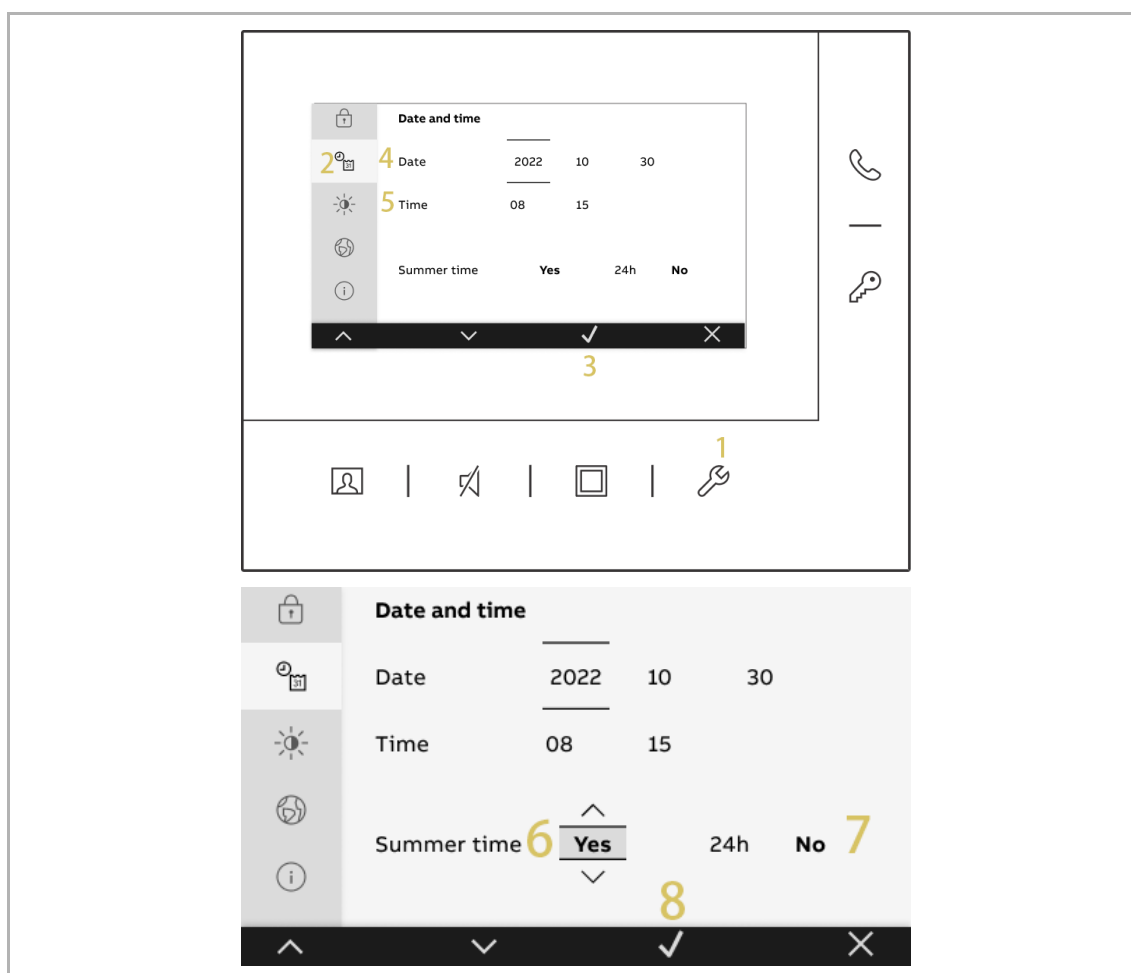 Date and time
2 31 4 Date 2022 10 30
5 Time 08 15
Summer time Yes 24h No
i
3
1
Date and time
31 Date 2022 10 30
Time 08 15
Summer time 6 Yes 24h No 7
i
8